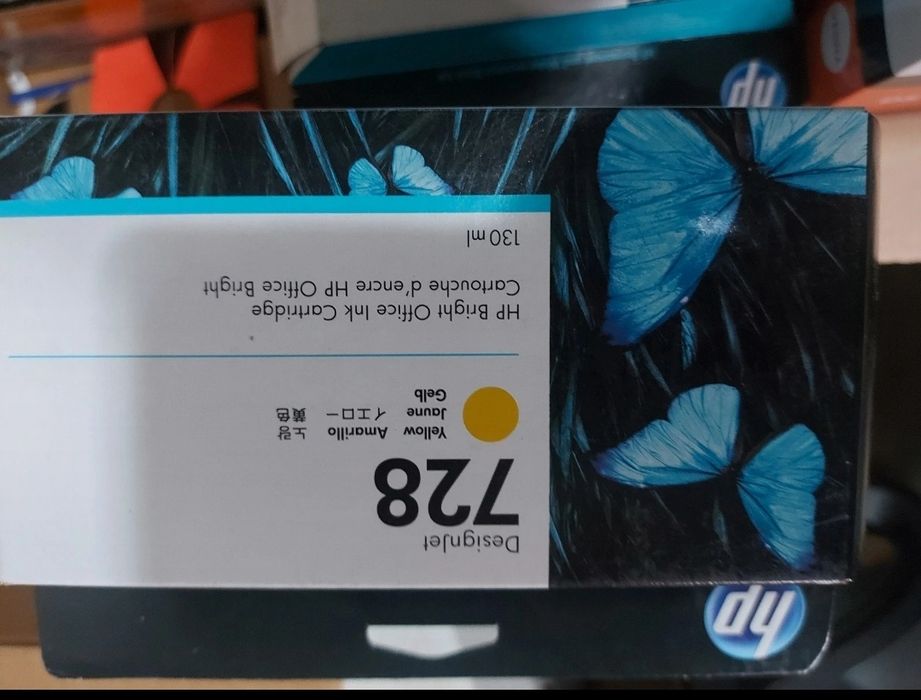 hp
DesignJet
728
Yellow Amarillo 노랑
Jaune イエロー 黃色
Gelb
HP Bright Office Ink Cartridge
Cartouche d'encre HP Office Bright
130 ml
hp